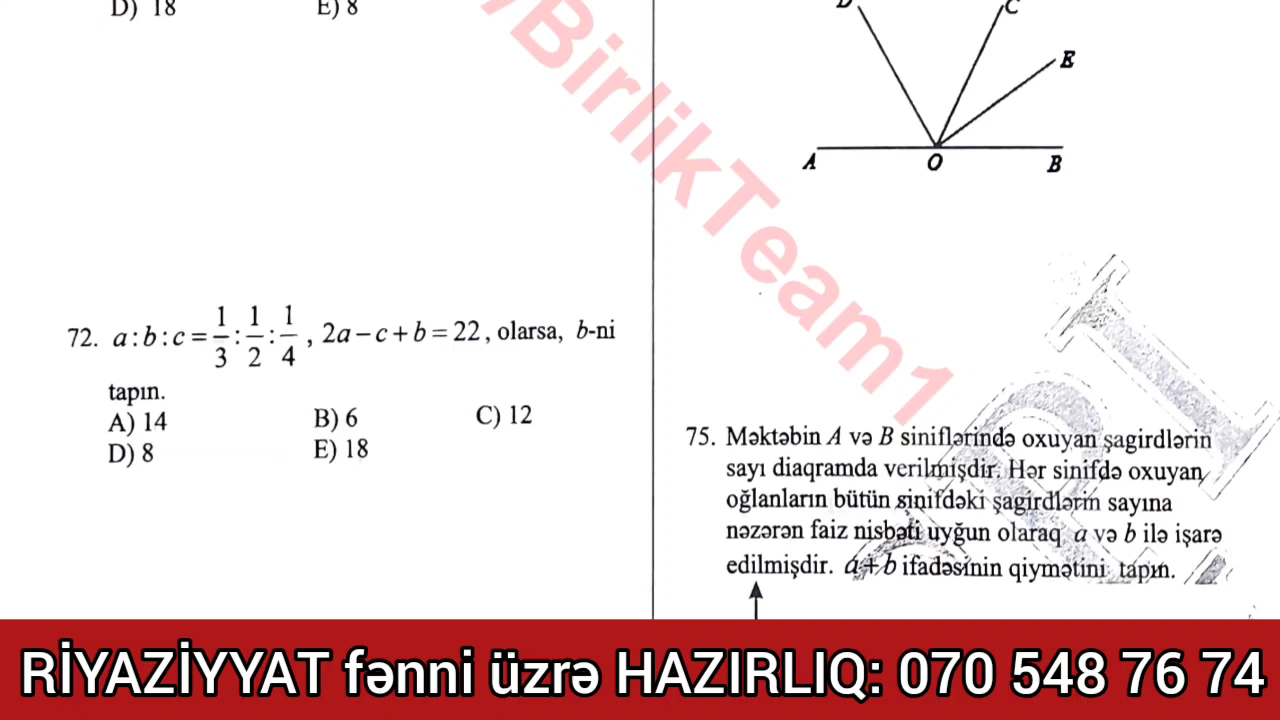 D) 18 E) 8
72. a : b : c = 1/3 : 1/2 : 1/4 , 2a − c + b = 22, olarsa, b-ni
tapın.
A) 14 B) 6 C) 12
D) 8 E) 18
D C
E
A O B
75. Məktəbin A və B siniflərində oxuyan şagirdlərin
sayı diaqramda verilmişdir. Hər sinifdə oxuyan
oğlanların bütün sinifdəki şagirdlərin sayına
nəzərən faiz nisbəti uyğun olaraq a və b ilə işarə
edilmişdir. a + b ifadəsinin qiymətini tapın.
BirlikTeam1
RİYAZİYYAT fənni üzrə HAZIRLIQ: 070 548 76 74